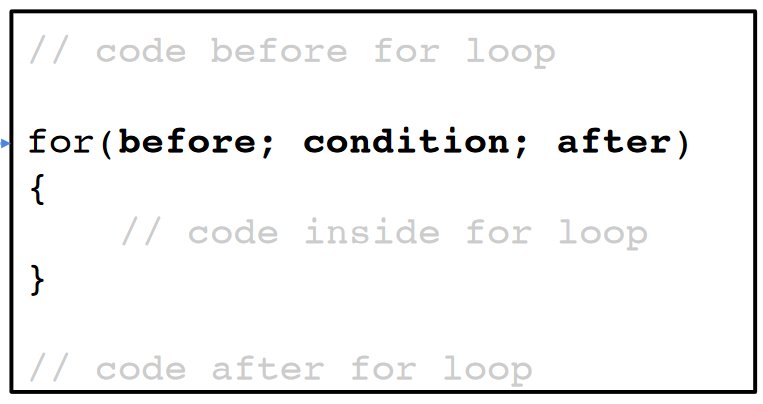 // code before for loop
for(before; condition; after)
{
// code inside for loop
}
// code after for loop